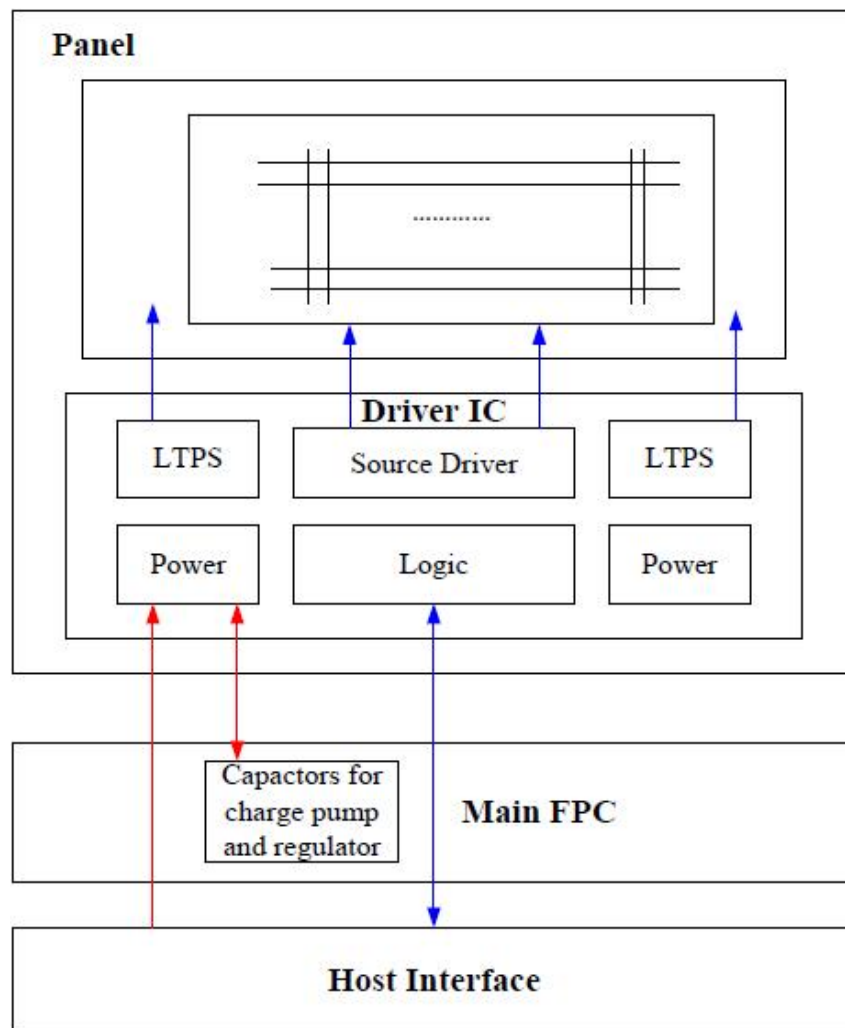 Panel
…………
Driver IC
LTPS
Source Driver
LTPS
Power
Logic
Power
Capactors for
charge pump
and regulator
Main FPC
Host Interface